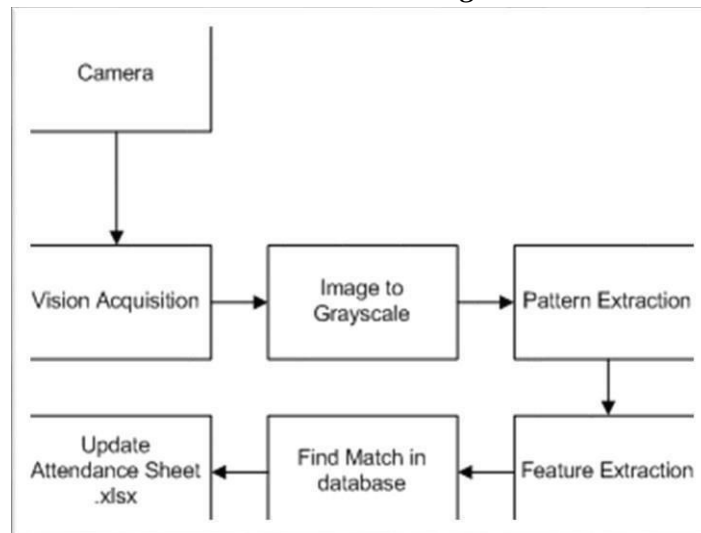 Camera
Vision Acquisition
Image to
Grayscale
Pattern Extraction
Update
Attendance Sheet
.xlsx
Find Match in
database
Feature Extraction